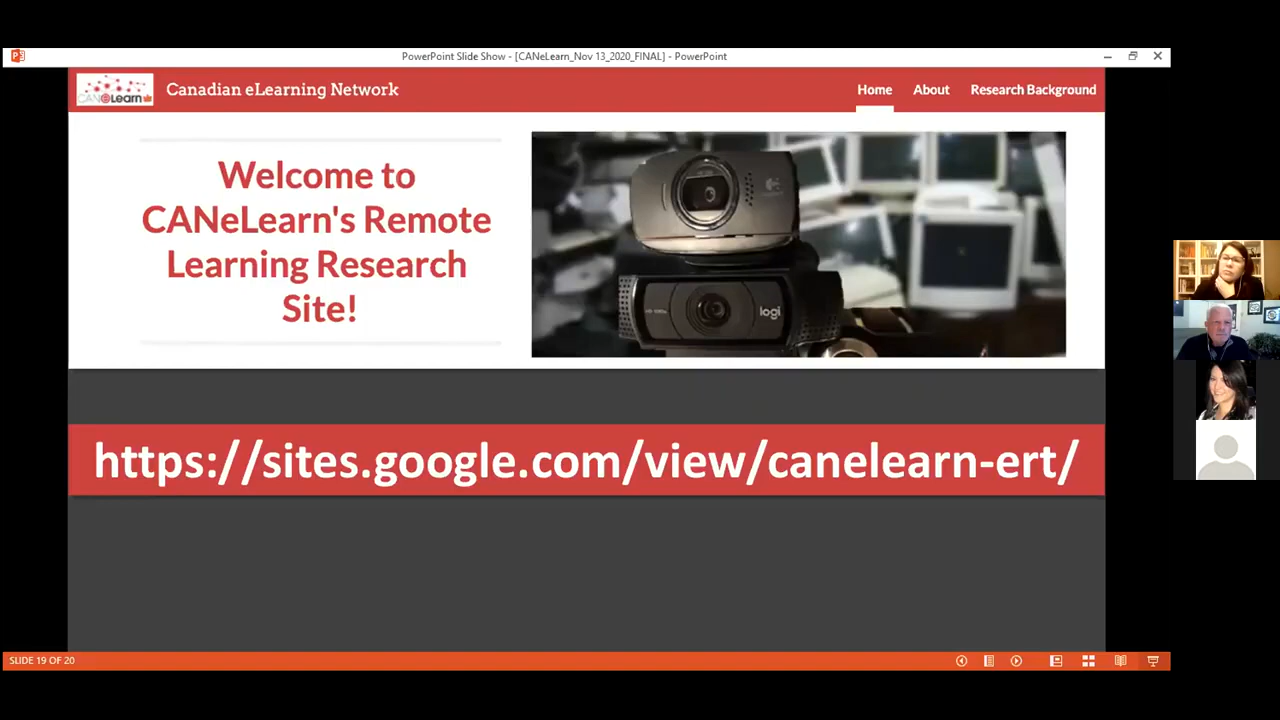 PowerPoint Slide Show - [CANeLearn_Nov 13_2020_FINAL] - PowerPoint
CANeLearn
Canadian eLearning Network
Home
About
Research Background
Welcome to
CANeLearn's Remote
Learning Research
Site!
logi
https://sites.google.com/view/canelearn-ert/
SLIDE 19 OF 20